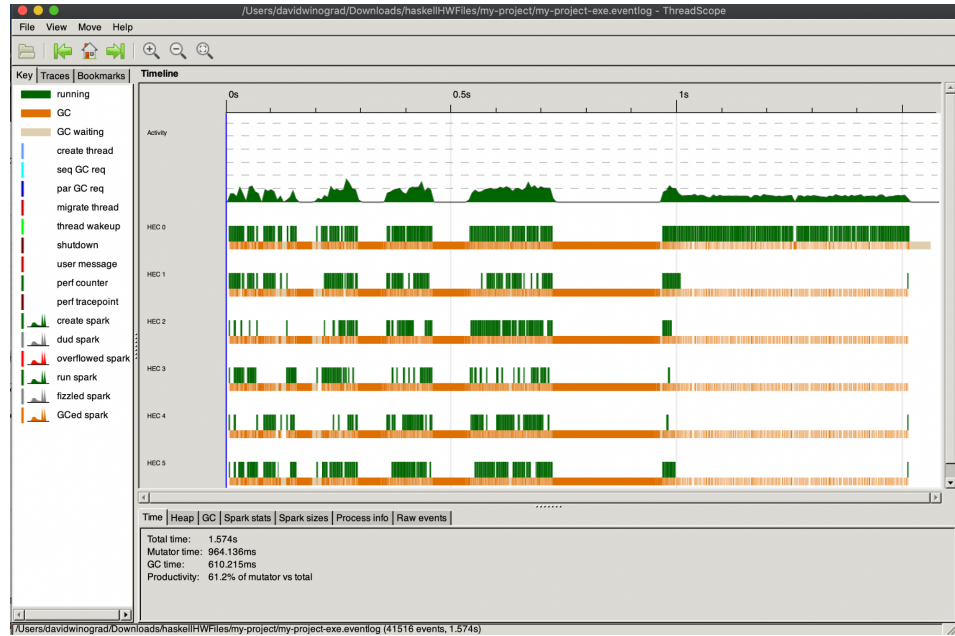 /Users/davidwinograd/Downloads/haskellHWFiles/my-project/my-project-exe.eventlog - ThreadScope
File View Move Help
Key Traces Bookmarks
running
GC
GC waiting
create thread
seq GC req
par GC req
migrate thread
thread wakeup
shutdown
user message
perf counter
perf tracepoint
create spark
dud spark
overflowed spark
run spark
fizzled spark
GCed spark
Timeline
0s 0.5s 1s
Activity
HEC 0
HEC 1
HEC 2
HEC 3
HEC 4
HEC 5
Time Heap GC Spark stats Spark sizes Process info Raw events
Total time: 1.574s
Mutator time: 964.136ms
GC time: 610.215ms
Productivity: 61.2% of mutator vs total
/Users/davidwinograd/Downloads/haskellHWFiles/my-project/my-project-exe.eventlog (41516 events, 1.574s)